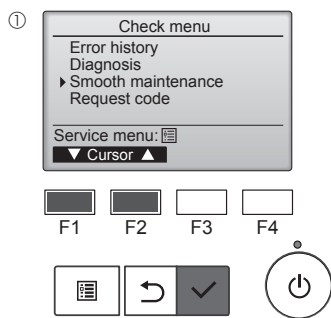 ①
Check menu
Error history
Diagnosis
Smooth maintenance
Request code
Service menu:
▼ Cursor ▲
F1 F2 F3 F4